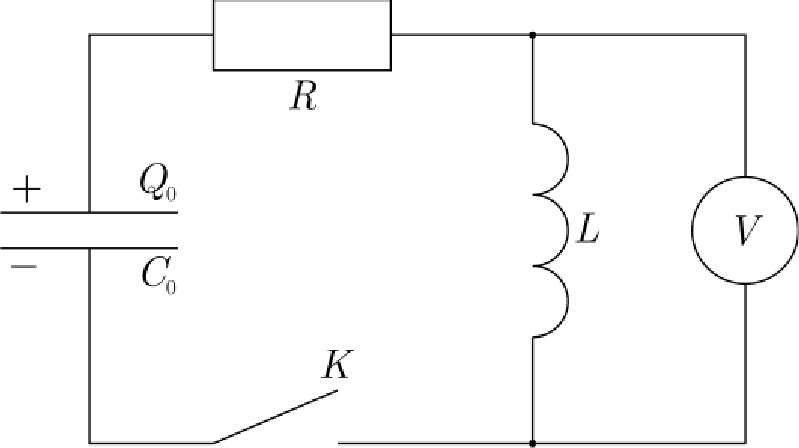 R
+
Q₀
L
V
−
C₀
K